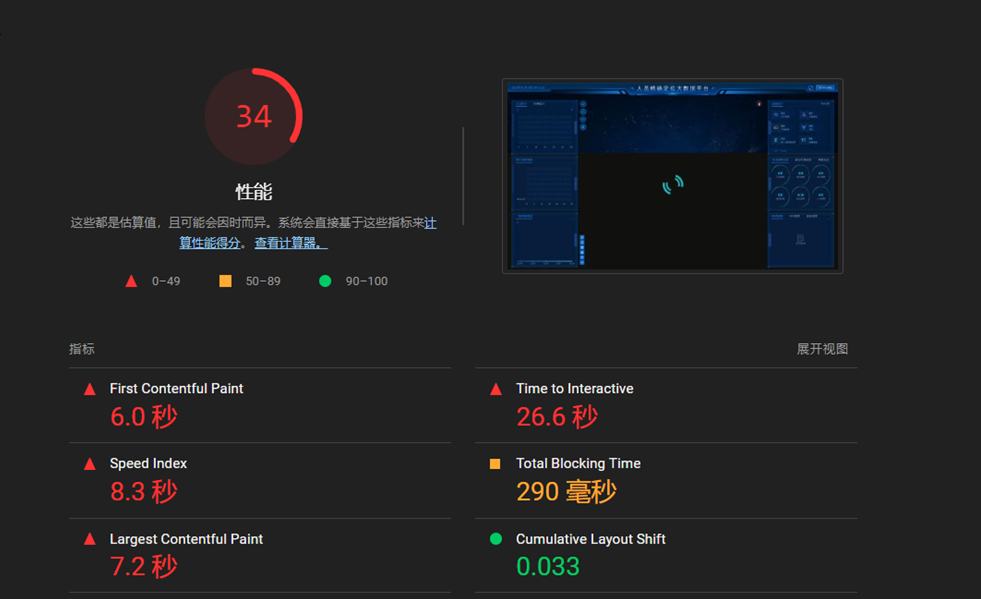 34
性能
这些都是估算值，且可能会因时而异。系统会直接基于这些指标来计
算性能得分。查看计算器。
0–49
50–89
90–100
人员精确定位大数据平台
指标
展开视图
First Contentful Paint
6.0 秒
Time to Interactive
26.6 秒
Speed Index
8.3 秒
Total Blocking Time
290 毫秒
Largest Contentful Paint
7.2 秒
Cumulative Layout Shift
0.033